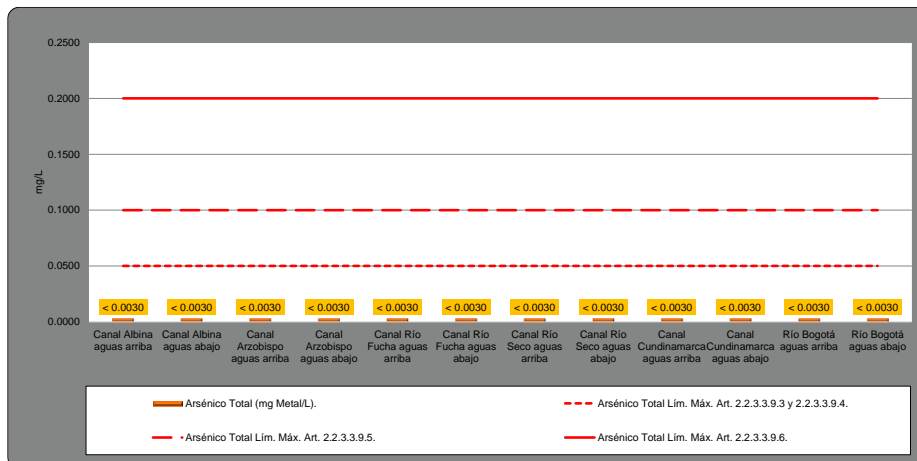 0.2500
0.2000
0.1500
0.1000
0.0500
0.0000
mg/L
< 0.0030 < 0.0030 < 0.0030 < 0.0030 < 0.0030 < 0.0030 < 0.0030 < 0.0030 < 0.0030 < 0.0030 < 0.0030 < 0.0030
Canal Albina
aguas arriba
Canal Albina
aguas abajo
Canal
Arzobispo
aguas arriba
Canal
Arzobispo
aguas abajo
Canal Río
Fucha aguas
arriba
Canal Río
Fucha aguas
abajo
Canal Río
Seco aguas
arriba
Canal Río
Seco aguas
abajo
Canal
Cundinamarca
aguas arriba
Canal
Cundinamarca
aguas abajo
Río Bogotá
aguas arriba
Río Bogotá
aguas abajo
Arsénico Total (mg Metal/L).
Arsénico Total Lím. Máx. Art. 2.2.3.3.9.3 y 2.2.3.3.9.4.
Arsénico Total Lím. Máx. Art. 2.2.3.3.9.5.
Arsénico Total Lím. Máx. Art. 2.2.3.3.9.6.